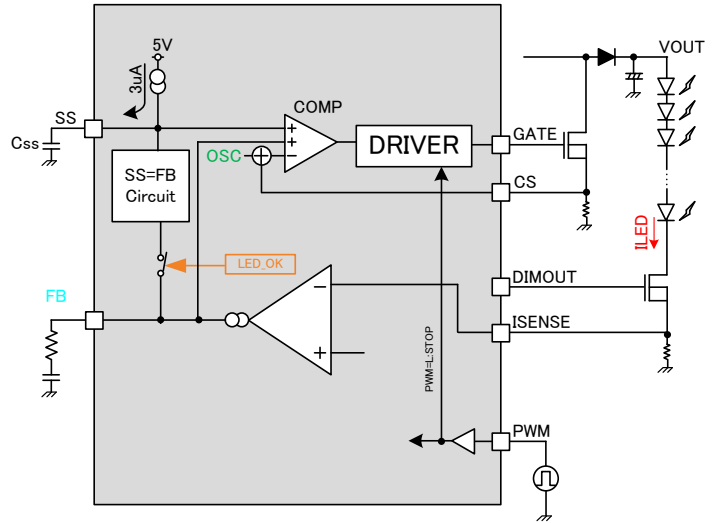 5V
3uA
VOUT
SS
COMP
Css
GATE
OSC
DRIVER
SS=FB
Circuit
CS
ILED
LED_OK
DIMOUT
FB
ISENSE
PWM=L:STOP
PWM